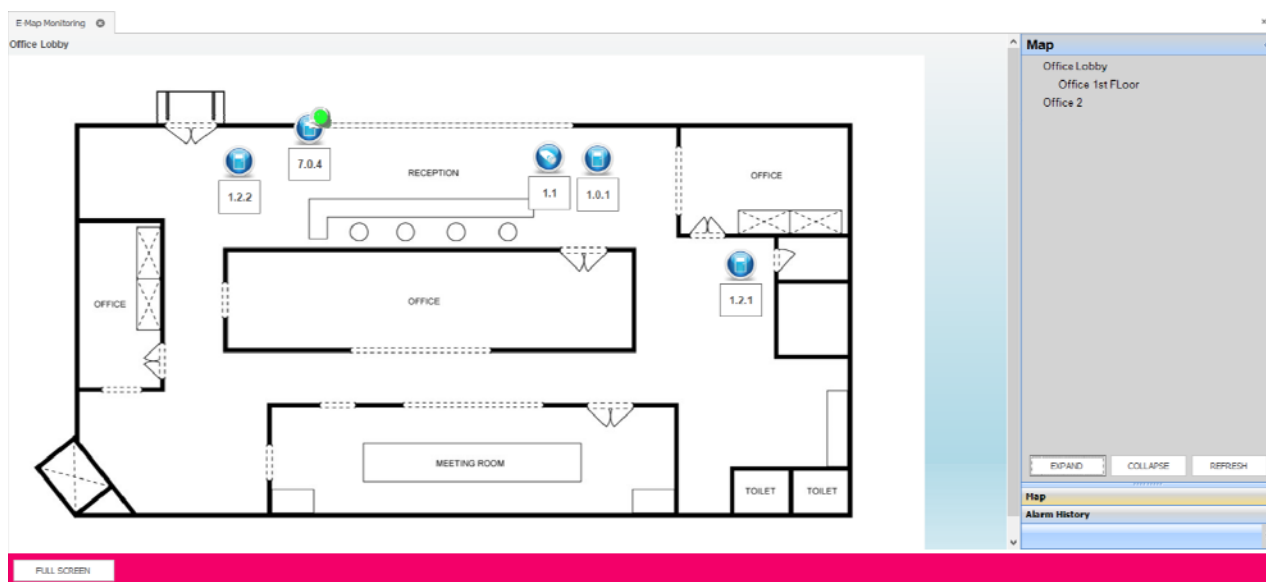 E-Map Monitoring
Office Lobby
Map
Office Lobby
Office 1st FLoor
Office 2
7.0.4
1.2.2
RECEPTION
1.1
1.0.1
OFFICE
OFFICE
OFFICE
1.2.1
MEETING ROOM
TOILET
TOILET
EXPAND
COLLAPSE
REFRESH
Map
Alarm History
FULL SCREEN